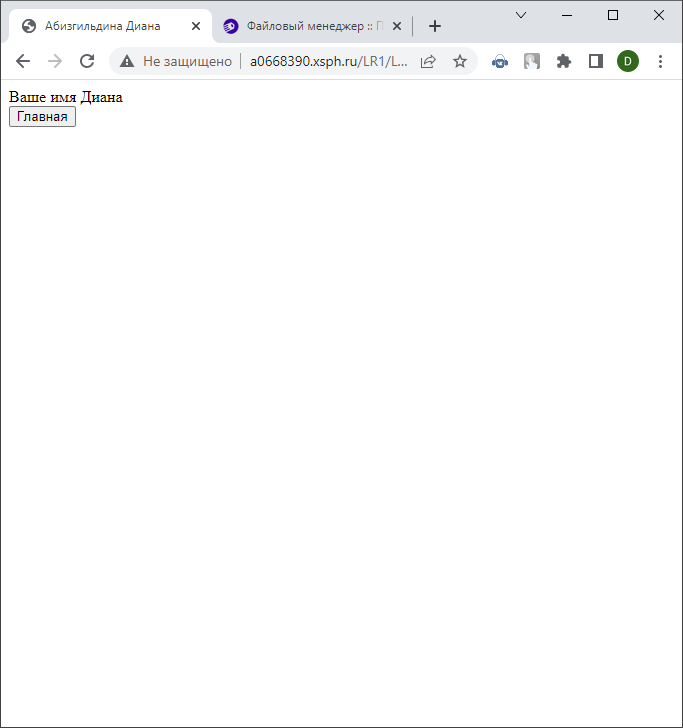 Абизгильдина Диана
Файловый менеджер ::
Не защищено
a0668390.xsph.ru/LR1/L...
D
Ваше имя Диана
Главная